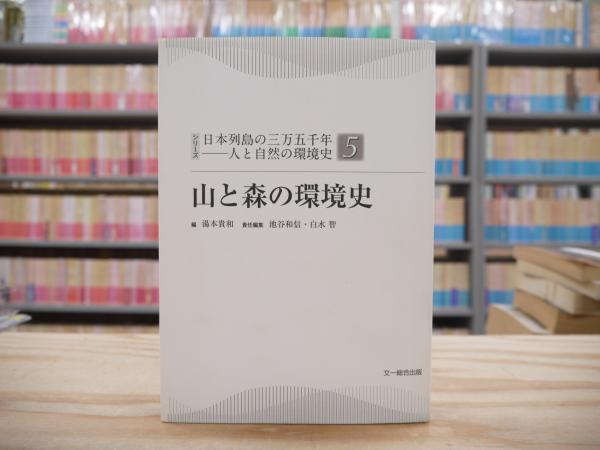 シリーズ
日本列島の三万五千年
――人と自然の環境史
5
山と森の環境史
編 湯本貴和 責任編集 池谷和信・白水 智
文一総合出版